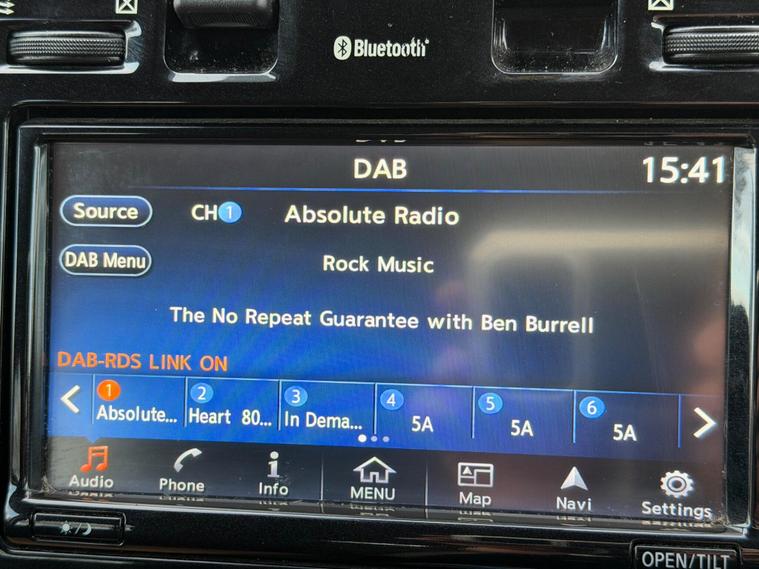 Bluetooth
DAB
15:41
Source
CH 1
Absolute Radio
DAB Menu
Rock Music
The No Repeat Guarantee with Ben Burrell
DAB-RDS LINK ON
1
Absolute...
2
Heart 80...
3
In Dema...
4
5A
5
5A
6
5A
Audio
Phone
Info
MENU
Map
Navi
Settings
OPEN/TILT